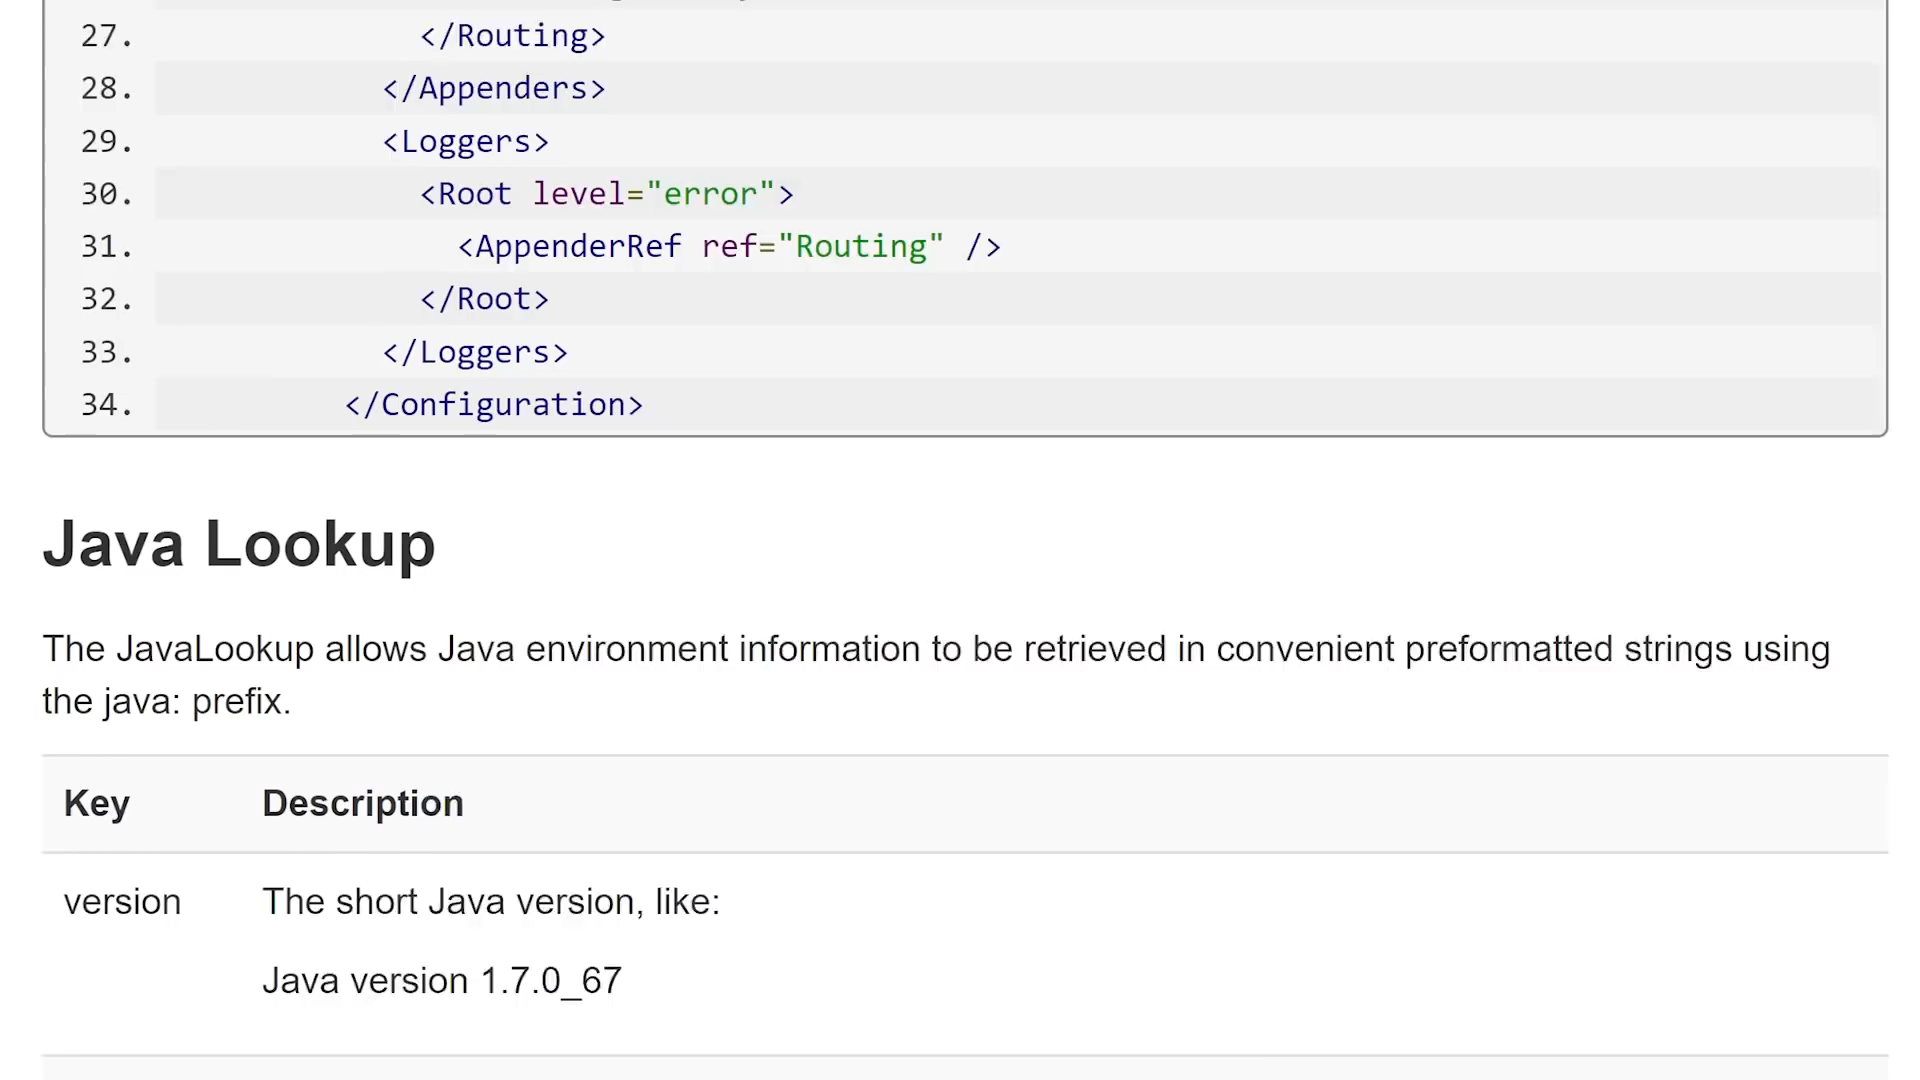 27. </Routing>
28. </Appenders>
29. <Loggers>
30. <Root level="error">
31. <AppenderRef ref="Routing" />
32. </Root>
33. </Loggers>
34. </Configuration>
Java Lookup
The JavaLookup allows Java environment information to be retrieved in convenient preformatted strings using
the java: prefix.
Key Description
version The short Java version, like:
Java version 1.7.0_67